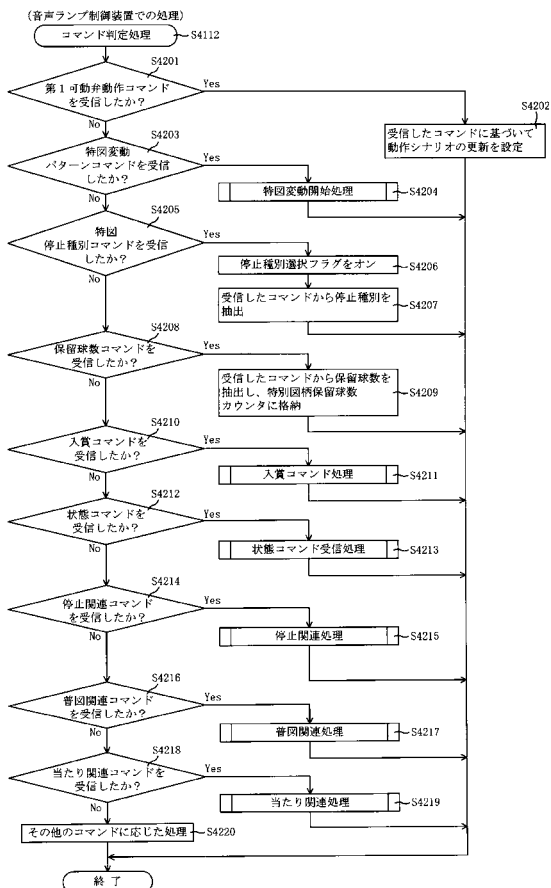 （音声ランプ制御装置での処理）
コマンド判定処理
S4112
S4201
第１可動弁動作コマンド
を受信したか？
Yes
No
S4202
受信したコマンドに基づいて
動作シナリオの更新を設定
S4203
特図変動
パターンコマンドを受信
したか？
Yes
No
特図変動開始処理
S4204
S4205
特図
停止種別コマンドを受信
したか？
Yes
No
停止種別選択フラグをオン
S4206
受信したコマンドから停止種別を
抽出
S4207
S4208
保留球数コマンドを
受信したか？
Yes
No
受信したコマンドから保留球数を
抽出し、特別図柄保留球数
カウンタに格納
S4209
S4210
入賞コマンドを
受信したか？
Yes
No
入賞コマンド処理
S4211
S4212
状態コマンドを
受信したか？
Yes
No
状態コマンド受信処理
S4213
S4214
停止関連コマンド
を受信したか？
Yes
No
停止関連処理
S4215
S4216
普図関連コマンド
を受信したか？
Yes
No
普図関連処理
S4217
S4218
当たり関連コマンドを
受信したか？
Yes
No
当たり関連処理
S4219
その他のコマンドに応じた処理
S4220
終了